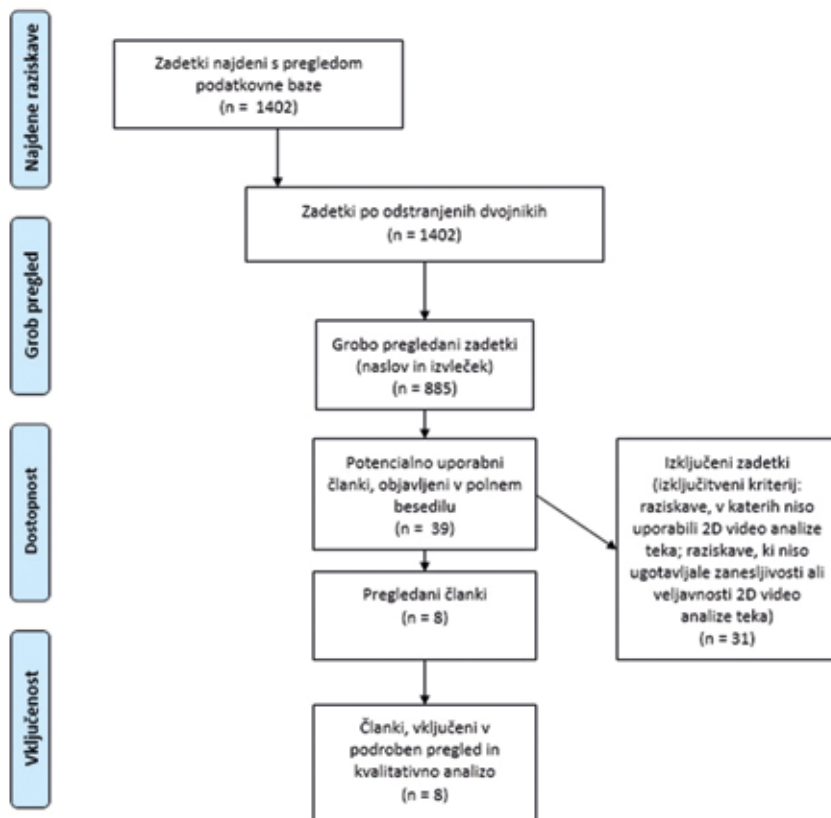 Najdene raziskave
Zadetki najdeni s pregledom
podatkovne baze
(n = 1402)
Grob pregled
Zadetki po odstranjenih dvojnikih
(n = 1402)
Grobo pregledani zadetki
(naslov in izvleček)
(n = 885)
Dostopnost
Potencialno uporabni
članki, objavljeni v polnem
besedilu
(n = 39)
Izključeni zadetki
(izključitveni kriterij:
raziskave, v katerih niso
uporabili 2D video analize
teka; raziskave, ki niso
ugotavljale zanesljivosti ali
veljavnosti 2D video
analize teka)
(n = 31)
Pregledani članki
(n = 8)
Vključenost
Članki, vključeni v
podroben pregled in
kvalitativno analizo
(n = 8)